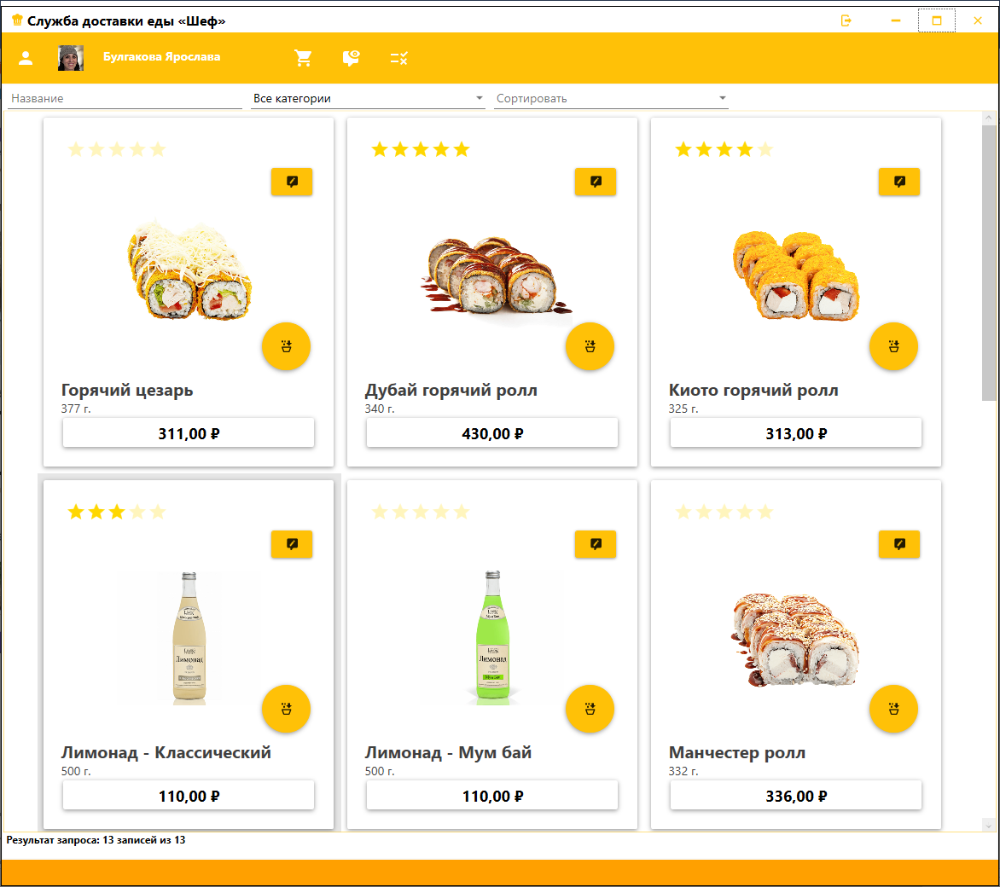 Служба доставки еды «Шеф»
Булгакова Ярослава
Название
Все категории
Сортировать
Горячий цезарь
377 г.
311,00 ₽
Дубай горячий ролл
340 г.
430,00 ₽
Киото горячий ролл
325 г.
313,00 ₽
Лимонад
Лимонад - Классический
500 г.
110,00 ₽
Лимонад
Лимонад - Мум бай
500 г.
110,00 ₽
Манчестер ролл
332 г.
336,00 ₽
Результат запроса: 13 записей из 13